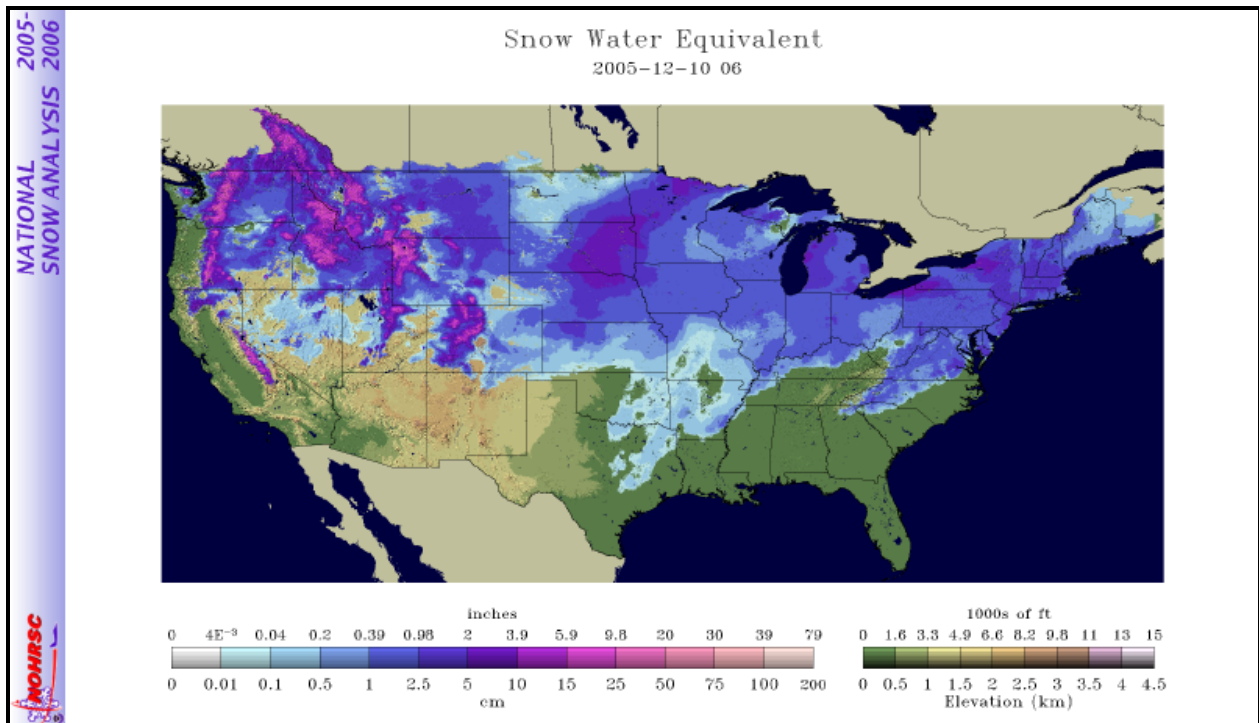 NATIONAL 2005-
SNOW ANALYSIS 2006
NOHRSC
Snow Water Equivalent
2005-12-10 06
inches
0 4E-3 0.04 0.2 0.39 0.98 2 3.9 5.9 9.8 20 30 39 79
0 0.01 0.1 0.5 1 2.5 5 10 15 25 50 75 100 200
cm
1000s of ft
0 1.6 3.3 4.9 6.6 8.2 9.8 11 13 15
0 0.5 1 1.5 2 2.5 3 3.5 4 4.5
Elevation (km)